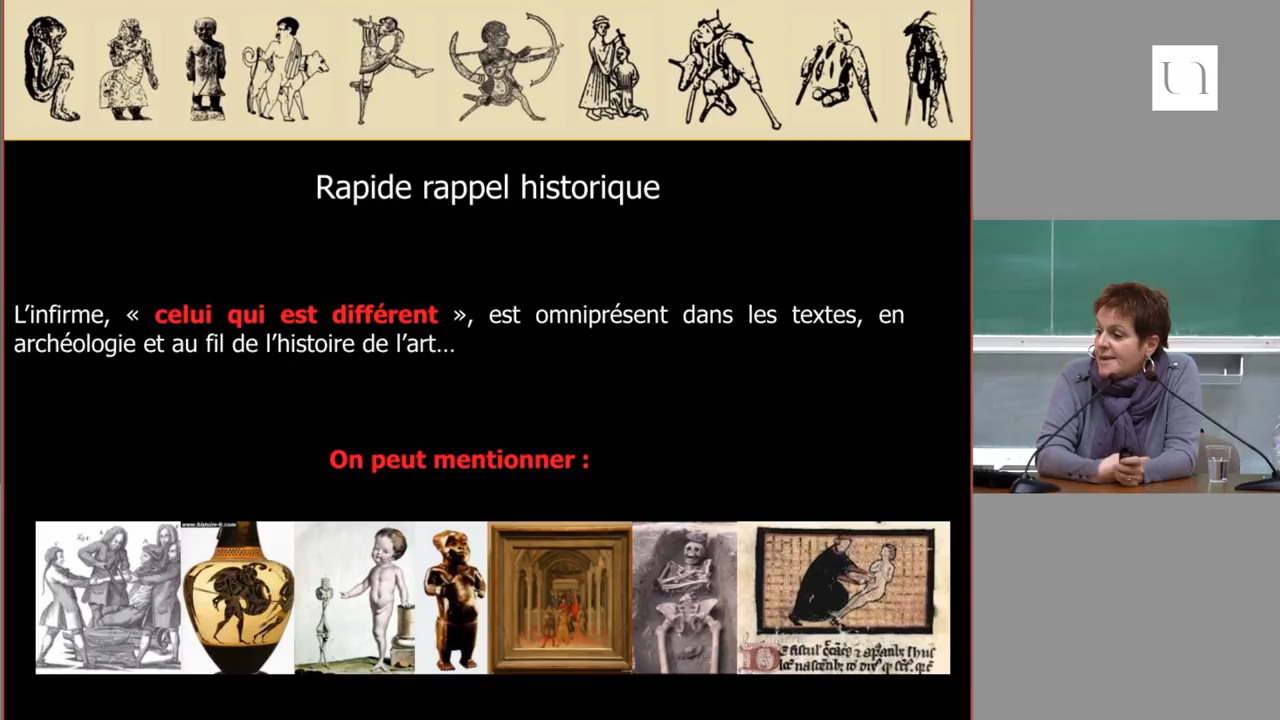 Rapide rappel historique
L’infirme, « celui qui est différent », est omniprésent dans les textes, en
archéologie et au fil de l’histoire de l’art…
On peut mentionner :
www.histoire-fr.com